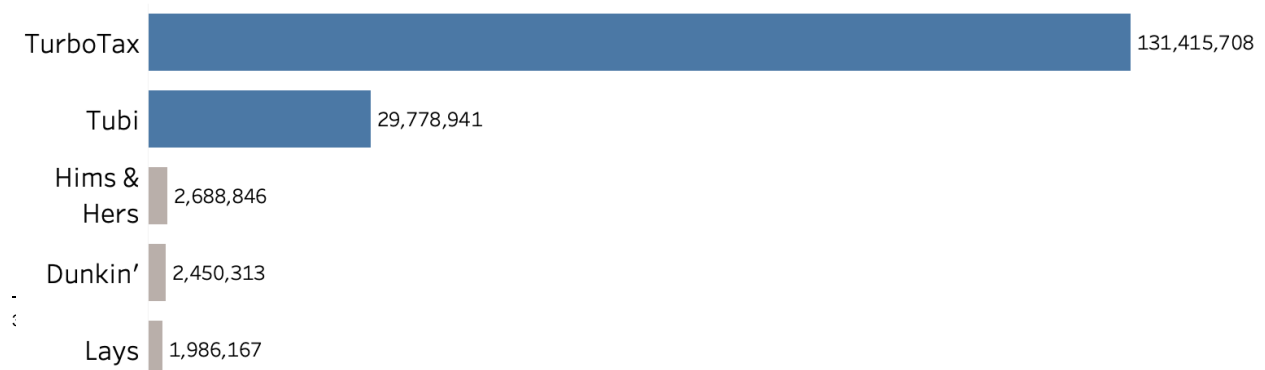 TurboTax 131,415,708
Tubi 29,778,941
Hims &
Hers 2,688,846
Dunkin’ 2,450,313
Lays 1,986,167